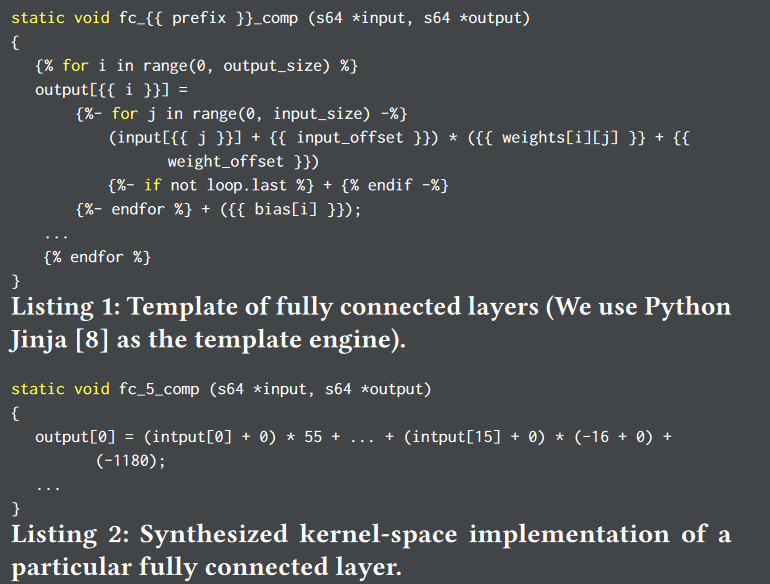 static void fc_{{ prefix }}_comp (s64 *input, s64 *output)
{
{% for i in range(0, output_size) %}
output[{{ i }}] =
{%- for j in range(0, input_size) -%}
(input[{{ j }}] + {{ input_offset }}) * ({{ weights[i][j] }} + {{
weight_offset }})
{%- if not loop.last %} + {% endif -%}
{%- endfor %} + ({{ bias[i] }});
...
{% endfor %}
}
Listing 1: Template of fully connected layers (We use Python
Jinja [8] as the template engine).
static void fc_5_comp (s64 *input, s64 *output)
{
output[0] = (intput[0] + 0) * 55 + ... + (intput[15] + 0) * (-16 + 0) +
(-1180);
...
}
Listing 2: Synthesized kernel-space implementation of a
particular fully connected layer.